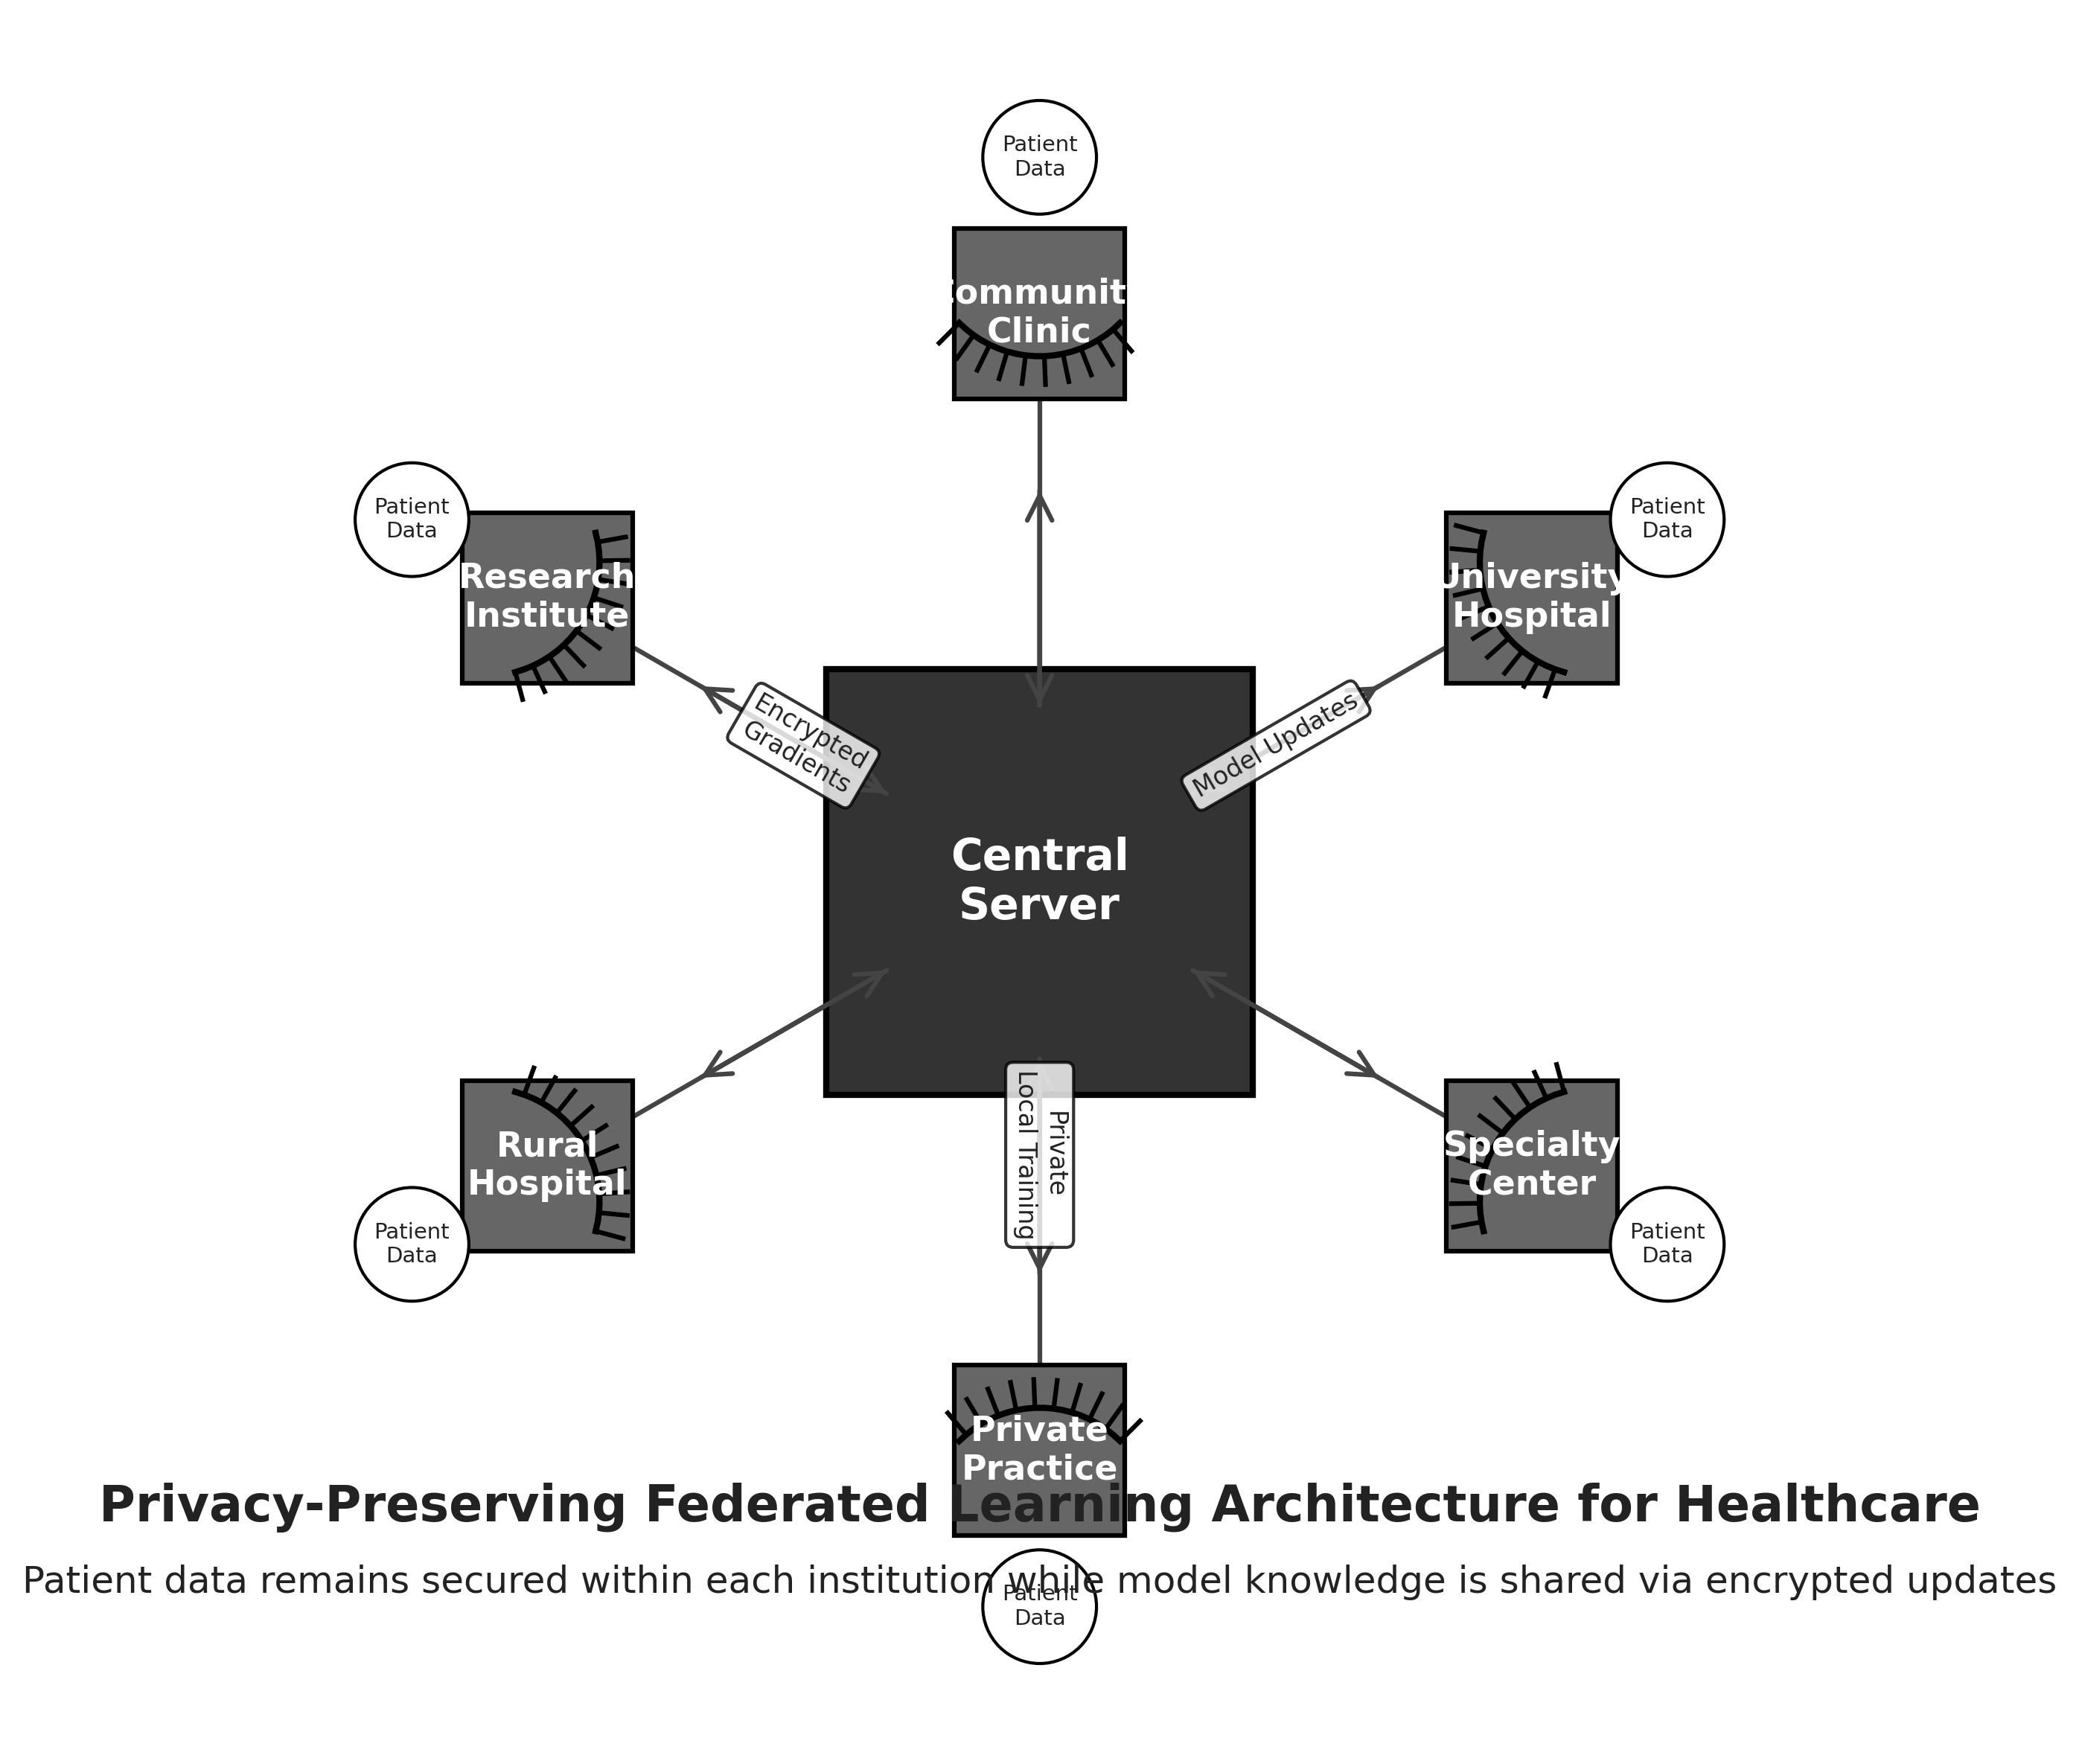 Patient
Data
ommunit
Clinic
Patient
Data
Research
Institute
Patient
Data
University
Hospital
Encrypted
Gradients
Model Updates
Central
Server
Private
Local Training
Rural
Hospital
Patient
Data
Specialty
Center
Patient
Data
Private
Practice
Privacy-Preserving Federated Learning Architecture for Healthcare
Patient data remains secured within each institution while model knowledge is shared via encrypted updates
Patient
Data